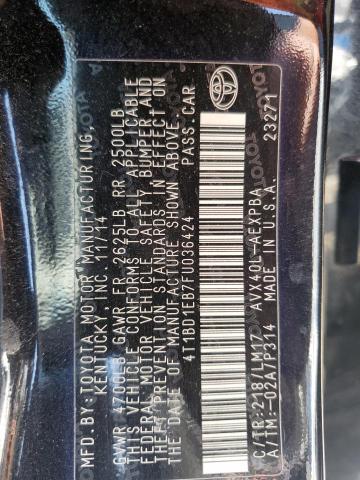 MFD.BY:TOYOTA MOTOR MANUFACTURING,
KENTUCKY, INC. 11/14
GVWR 4700LB GAWR FR 2625LB RR 2500LB
THIS VEHICLE CONFORMS TO ALL APPLICABLE
FEDERAL MOTOR VEHICLE SAFETY, BUMPER, AND
THEFT PREVENTION STANDARDS IN EFFECT ON
THE DATE OF MANUFACTURE SHOWN ABOVE.
4T1BD1EB7FU036424 PASS.CAR
C/TR:218/LM17 AVX40L-AEXPBA
A/TM:-02A/P314 MADE IN U.S.A. 23271
TOYOTA